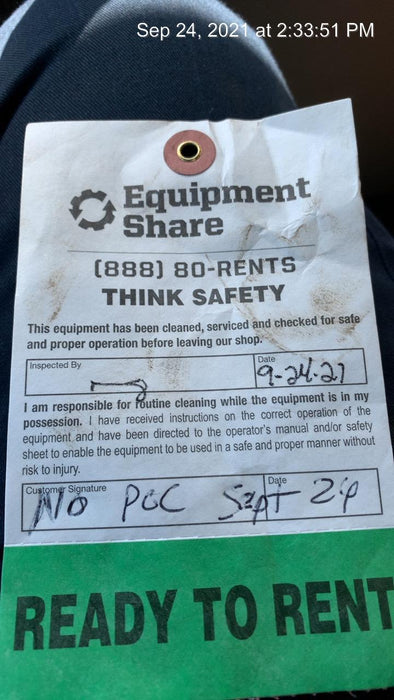 Sep 24, 2021 at 2:33:51 PM
Equipment
Share
(888) 80-RENTS
THINK SAFETY
This equipment has been cleaned, serviced and checked for safe
and proper operation before leaving our shop.
Inspected By
Date
9-24-21
I am responsible for routine cleaning while the equipment is in my
possession. I have received instructions on the correct operation of the
equipment and have been directed to the operator's manual and/or safety
sheet to enable the equipment to be used in a safe and proper manner without
risk to injury.
Customer Signature
Date
No POC Sept 24
READY TO RENT